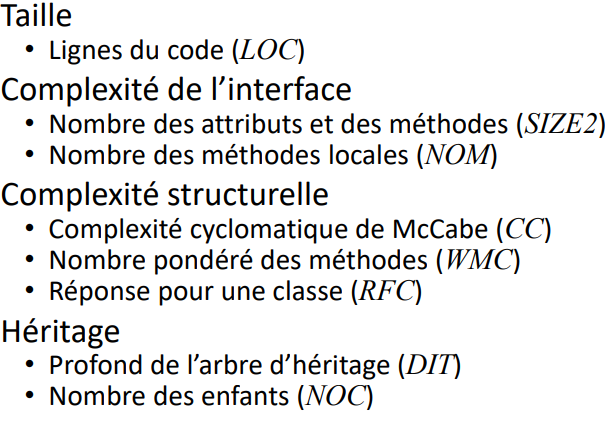 Taille
• Lignes du code (LOC)
Complexité de l'interface
• Nombre des attributs et des méthodes (SIZE2)
• Nombre des méthodes locales (NOM)
Complexité structurelle
• Complexité cyclomatique de McCabe (CC)
• Nombre pondéré des méthodes (WMC)
• Réponse pour une classe (RFC)
Héritage
• Profond de l'arbre d'héritage (DIT)
• Nombre des enfants (NOC)